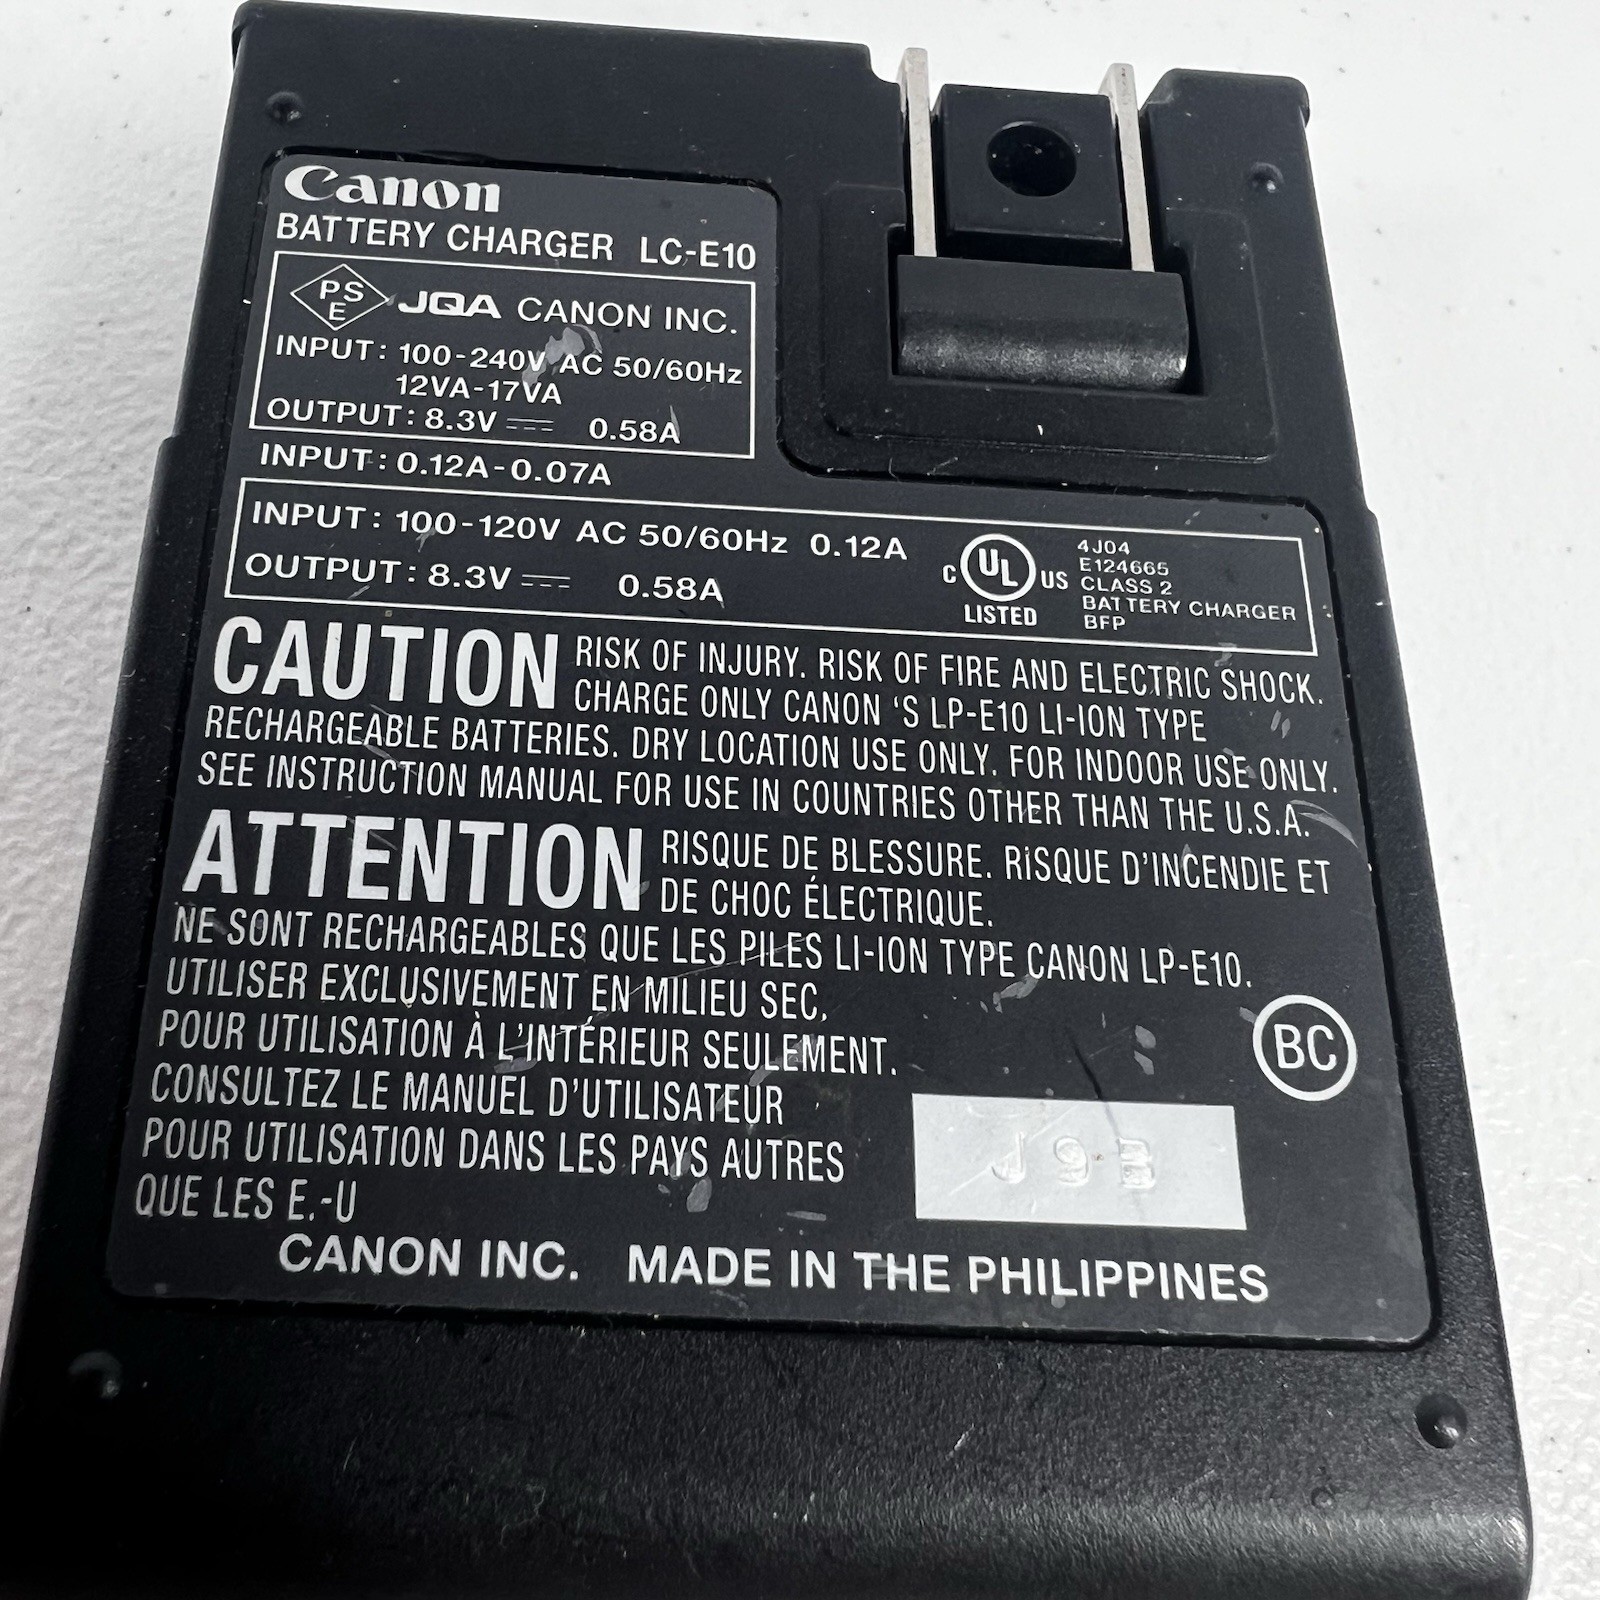 Canon
BATTERY CHARGER LC-E10
PSE JQA CANON INC.
INPUT: 100-240V AC 50/60Hz
12VA-17VA
OUTPUT: 8.3V ⎓ 0.58A
INPUT: 0.12A-0.07A
INPUT: 100-120V AC 50/60Hz 0.12A
OUTPUT: 8.3V ⎓ 0.58A
C UL US
LISTED
4J04
E124665
CLASS 2
BATTERY CHARGER
BFP
CAUTION RISK OF INJURY. RISK OF FIRE AND ELECTRIC SHOCK.
CHARGE ONLY CANON 'S LP-E10 LI-ION TYPE
RECHARGEABLE BATTERIES. DRY LOCATION USE ONLY. FOR INDOOR USE ONLY.
SEE INSTRUCTION MANUAL FOR USE IN COUNTRIES OTHER THAN THE U.S.A.
ATTENTION RISQUE DE BLESSURE. RISQUE D'INCENDIE ET
DE CHOC ÉLECTRIQUE.
NE SONT RECHARGEABLES QUE LES PILES LI-ION TYPE CANON LP-E10.
UTILISER EXCLUSIVEMENT EN MILIEU SEC,
POUR UTILISATION À L'INTÉRIEUR SEULEMENT.
CONSULTEZ LE MANUEL D'UTILISATEUR
POUR UTILISATION DANS LES PAYS AUTRES
QUE LES E.-U
BC
J9B
CANON INC. MADE IN THE PHILIPPINES